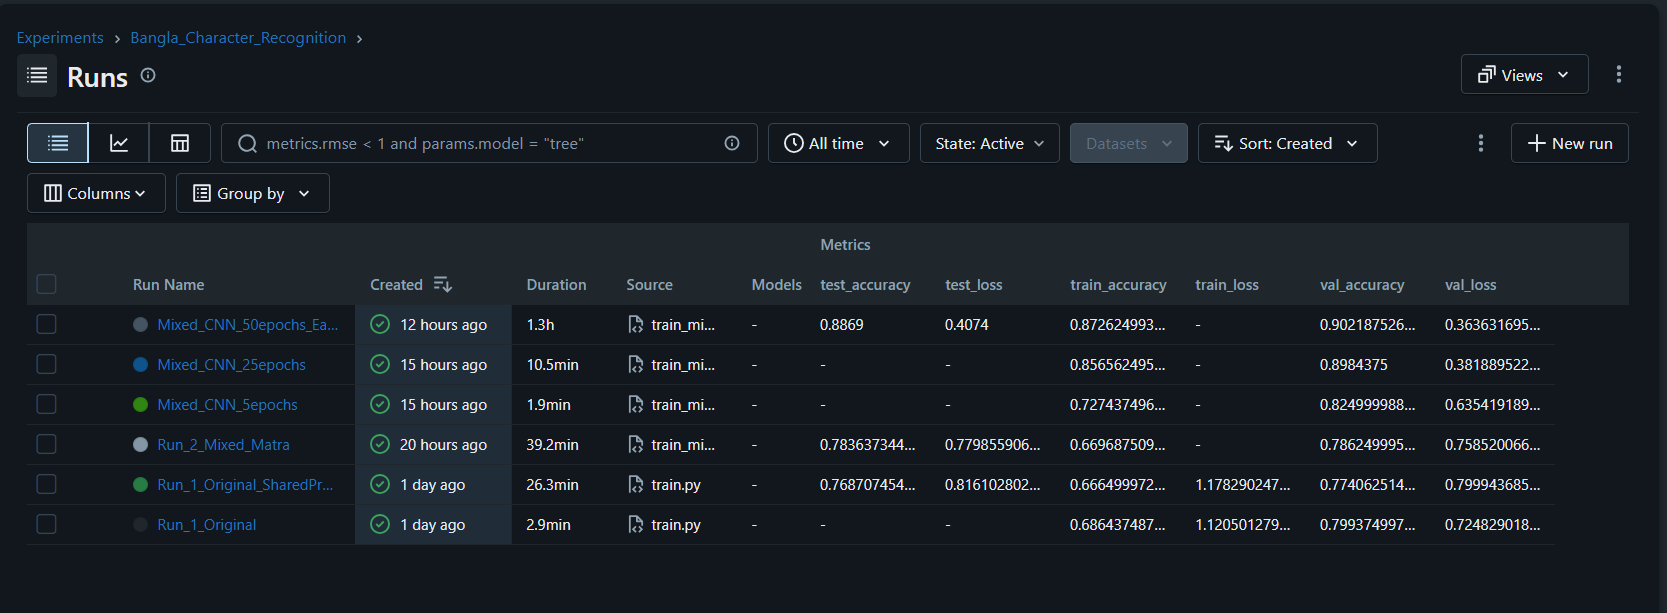 Experiments > Bangla_Character_Recognition >
Runs
Views
metrics.rmse < 1 and params.model = "tree"
All time
State: Active
Datasets
Sort: Created
+ New run
Columns
Group by
Metrics
Run Name Created Duration Source Models test_accuracy test_loss train_accuracy train_loss val_accuracy val_loss
Mixed_CNN_50epochs_Ea... 12 hours ago 1.3h train_mi... - 0.8869 0.4074 0.872624993... - 0.902187526... 0.363631695...
Mixed_CNN_25epochs 15 hours ago 10.5min train_mi... - - - 0.856562495... - 0.8984375 0.381889522...
Mixed_CNN_5epochs 15 hours ago 1.9min train_mi... - - - 0.727437496... - 0.824999988... 0.635419189...
Run_2_Mixed_Matra 20 hours ago 39.2min train_mi... - 0.783637344... 0.779855906... 0.669687509... - 0.786249995... 0.758520066...
Run_1_Original_SharedPr... 1 day ago 26.3min train.py - 0.768707454... 0.816102802... 0.666499972... 1.178290247... 0.774062514... 0.799943685...
Run_1_Original 1 day ago 2.9min train.py - - - 0.686437487... 1.120501279... 0.799374997... 0.724829018...